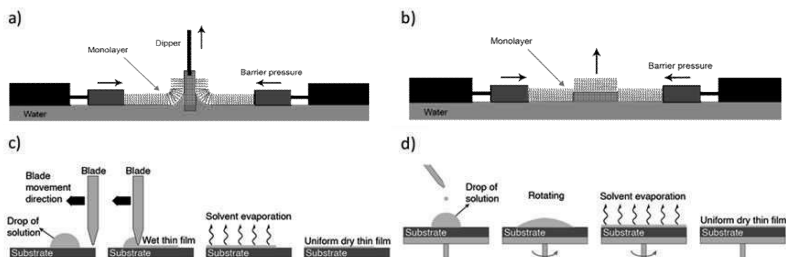 a)
Dipper
Monolayer
Barrier pressure
Water
b)
Monolayer
Barrier pressure
Water
c)
Blade
movement
direction
Blade
Blade
Drop of
solution
Wet thin film
Solvent evaporation
Uniform dry thin film
Substrate
Substrate
Substrate
Substrate
d)
Drop of
solution
Rotating
Solvent evaporation
Uniform dry thin film
Substrate
Substrate
Substrate
Substrate